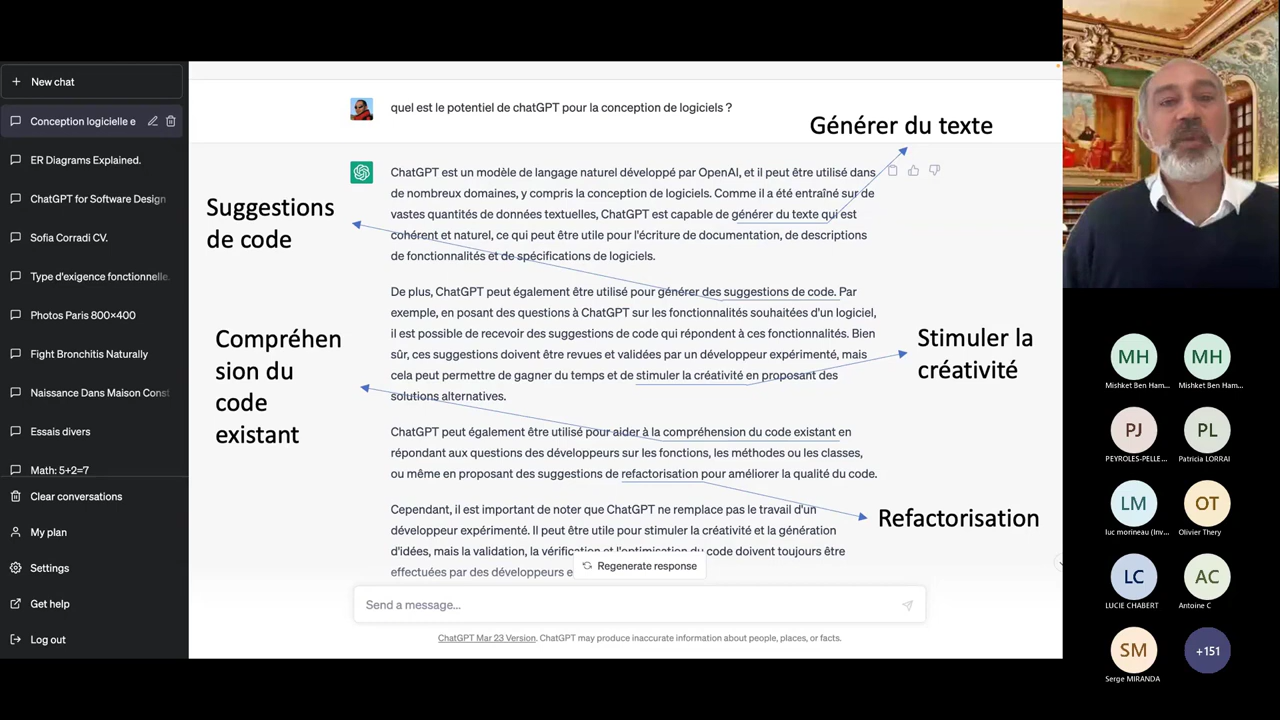 New chat
Conception logicielle e
ER Diagrams Explained.
ChatGPT for Software Design
Sofia Corradi CV.
Type d'exigence fonctionnelle.
Photos Paris 800×400
Fight Bronchitis Naturally
Naissance Dans Maison Const
Essais divers
Math: 5+2=7
Clear conversations
My plan
Settings
Get help
Log out
quel est le potentiel de chatGPT pour la conception de logiciels ?
Générer du texte
ChatGPT est un modèle de langage naturel développé par OpenAI, et il peut être utilisé dans
de nombreux domaines, y compris la conception de logiciels. Comme il a été entraîné sur de
vastes quantités de données textuelles, ChatGPT est capable de générer du texte qui est
cohérent et naturel, ce qui peut être utile pour l'écriture de documentation, de descriptions
de fonctionnalités et de spécifications de logiciels.
Suggestions
de code
De plus, ChatGPT peut également être utilisé pour générer des suggestions de code. Par
exemple, en posant des questions à ChatGPT sur les fonctionnalités souhaitées d'un logiciel,
il est possible de recevoir des suggestions de code qui répondent à ces fonctionnalités. Bien
sûr, ces suggestions doivent être revues et validées par un développeur expérimenté, mais
cela peut permettre de gagner du temps et de stimuler la créativité en proposant des
solutions alternatives.
Stimuler la
créativité
Compréhen
sion du
code
existant
ChatGPT peut également être utilisé pour aider à la compréhension du code existant en
répondant aux questions des développeurs sur les fonctions, les méthodes ou les classes,
ou même en proposant des suggestions de refactorisation pour améliorer la qualité du code.
Refactorisation
Cependant, il est important de noter que ChatGPT ne remplace pas le travail d'un
développeur expérimenté. Il peut être utile pour stimuler la créativité et la génération
d'idées, mais la validation, la vérification et l'optimisation du code doivent toujours être
effectuées par des développeurs e
Regenerate response
Send a message...
ChatGPT Mar 23 Version. ChatGPT may produce inaccurate information about people, places, or facts.
MH
Mishket Ben Ham...
MH
Mishket Ben Ham...
PJ
PEYROLES-PELLE...
PL
Patricia LORRAI
LM
luc morineau (Inv...
OT
Olivier Thery
LC
LUCIE CHABERT
AC
Antoine C
SM
Serge MIRANDA
+151